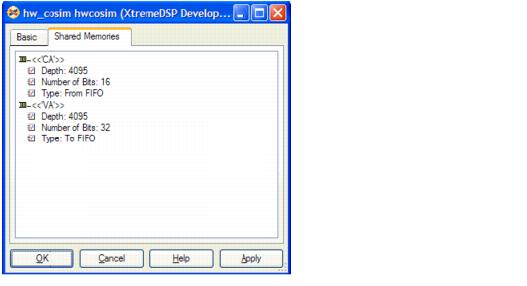 hw_cosim hwcosim (XtremeDSP Develop...
Basic
Shared Memories
<<'CA'>>
Depth: 4095
Number of Bits: 16
Type: From FIFO
<<'VA'>>
Depth: 4095
Number of Bits: 32
Type: To FIFO
OK Cancel Help Apply